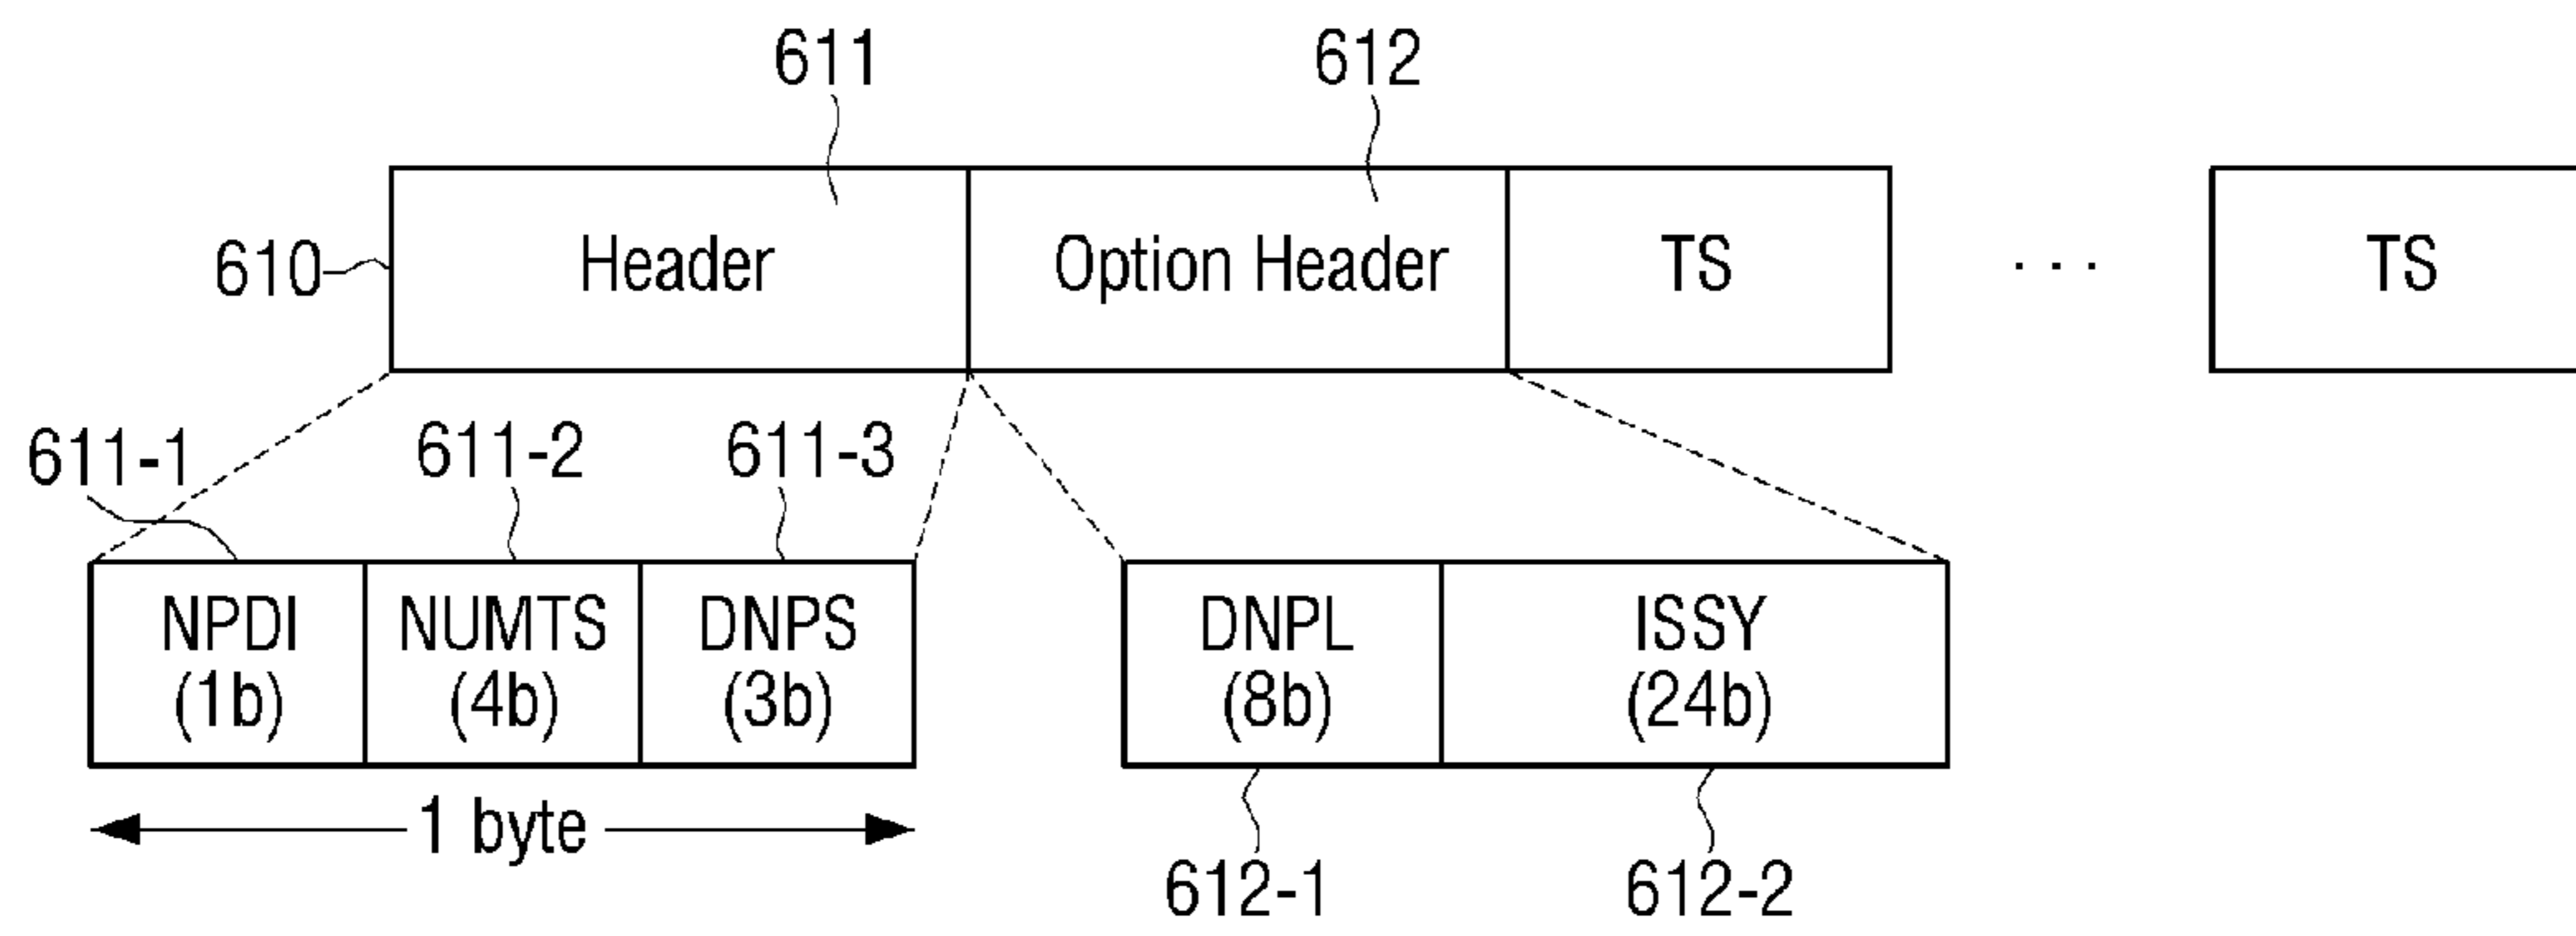 611 612
610 Header Option Header TS . . . TS
611-1 611-2 611-3
NPDI NUMTS DNPS DNPL ISSY
(1b) (4b) (3b) (8b) (24b)
1 byte
612-1 612-2